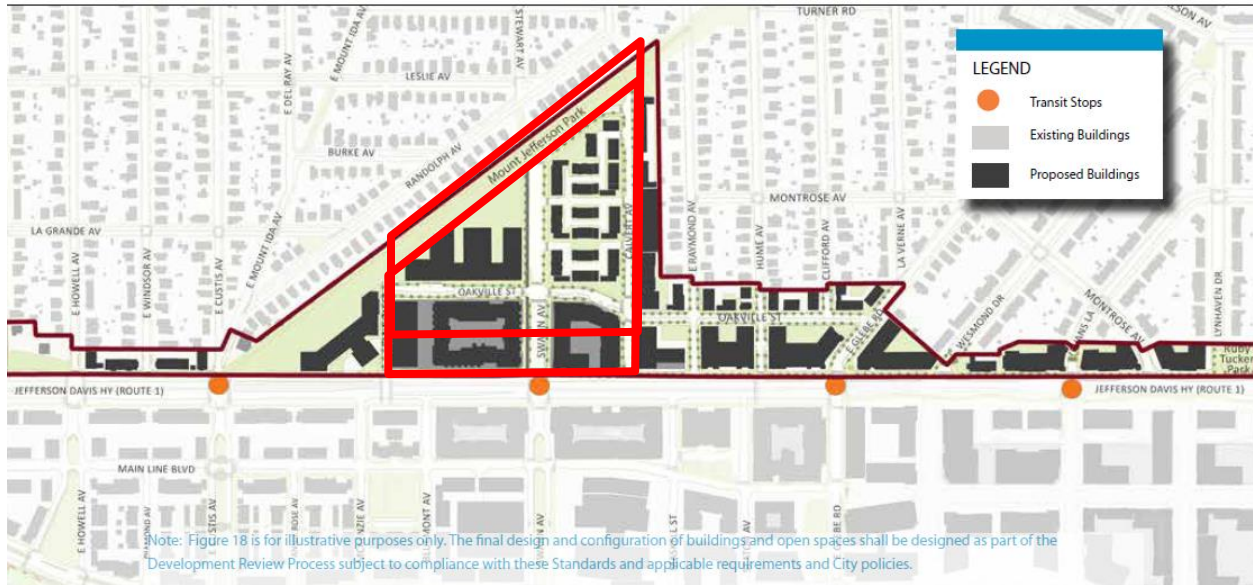 TURNER RD
E MOUNT IDA AV
E DEL RAY AV
STEWART AV
LESLIE AV
BURKE AV
RANDOLPH AV
Mount Jefferson Park
LEGEND
Transit Stops
Existing Buildings
Proposed Buildings
MONTROSE AV
LA GRANDE AV
E HOWELL AV
E WINDSOR AV
E CUSTIS AV
E MOUNT IDA AV
CALVERT AV
E RAYMOND AV
HUME AV
CLIFFORD AV
LA VERNE AV
OAKVILLE ST
SWANN AV
OAKVILLE ST
E GLEBE RD
WESMOND DR
MONTROSE AV
LYNHAVEN DR
Ruby
Tucker
Park
JEFFERSON DAVIS HY (ROUTE 1)
JEFFERSON DAVIS HY (ROUTE 1)
MAIN LINE BLVD
E HOWELL AV
Note: Figure 18 is for illustrative purposes only. The final design and configuration of buildings and open spaces shall be designed as part of the
Development Review Process subject to compliance with these Standards and applicable requirements and City policies.